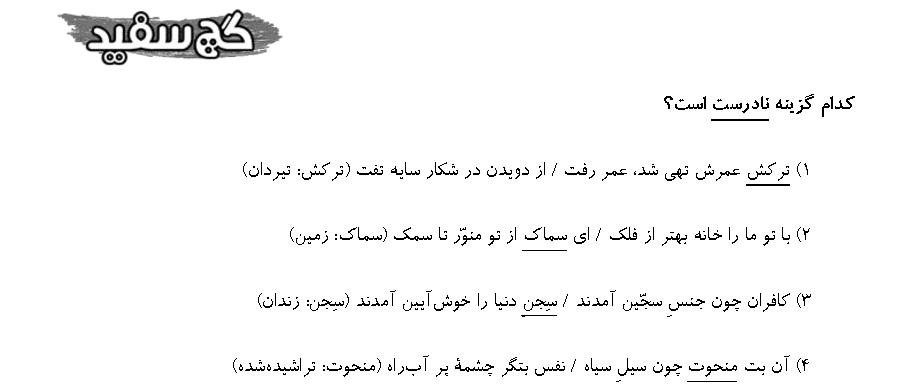 گچ سفید
کدام گزینه نادرست است؟
۱) ترکش عمرش تهی شد، عمر رفت / از دویدن در شکار سایه تفت (ترکش: تیردان)
۲) با تو ما را خانه بهتر از فلک / ای سماک از تو منوّر تا سمک (سماک: زمین)
۳) کافران چون جنسِ سجّین آمدند / سِجنِ دنیا را خوش‌آیین آمدند (سِجن: زندان)
۴) آن بت منحوت چون سیلِ سیاه / نفس بتگر چشمهٔ پر آب‌راه (منحوت: تراشیده‌شده)